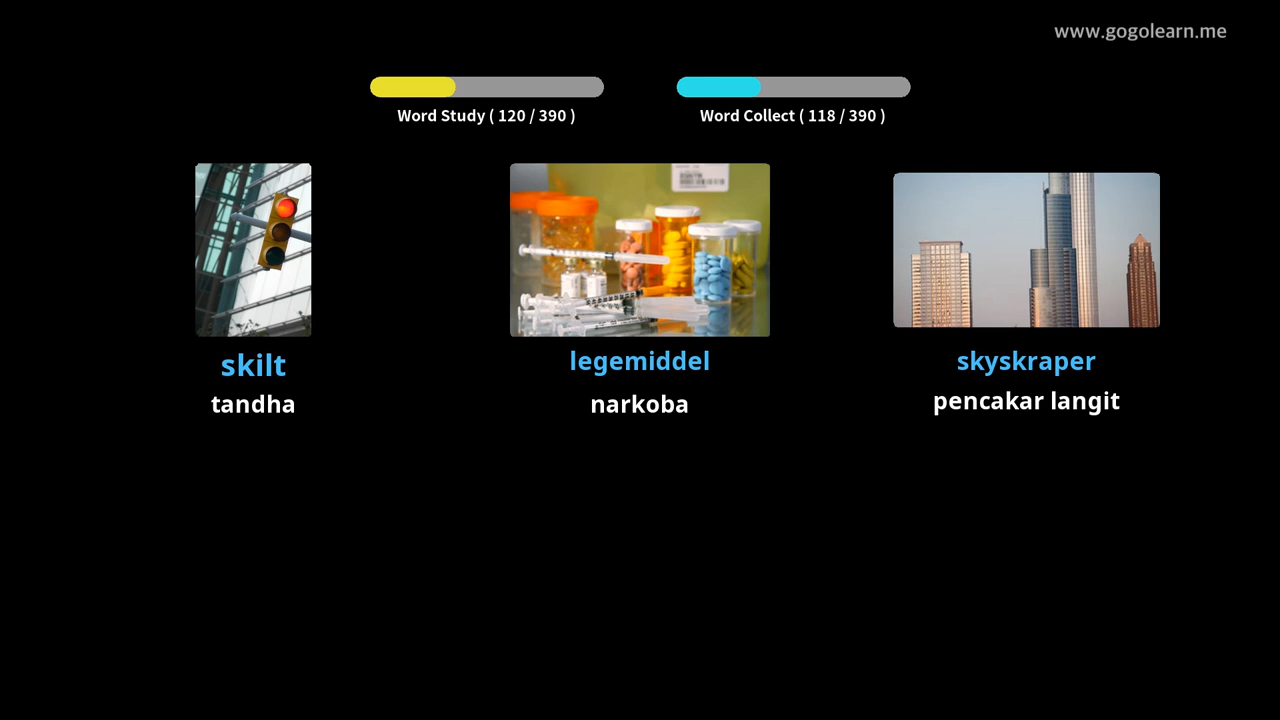 www.gogolearn.me
Word Study ( 120 / 390 )
Word Collect ( 118 / 390 )
skilt
tandha
legemiddel
narkoba
skyskraper
pencakar langit